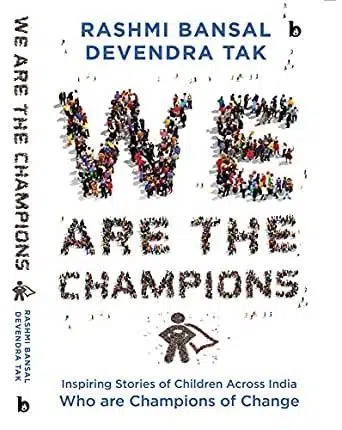 RASHMI BANSAL
DEVENDRA TAK
b
WE
ARE THE
CHAMPIONS
Inspiring Stories of Children Across India
Who are Champions of Change
WE ARE THE CHAMPIONS
RASHMI BANSAL
DEVENDRA TAK
b